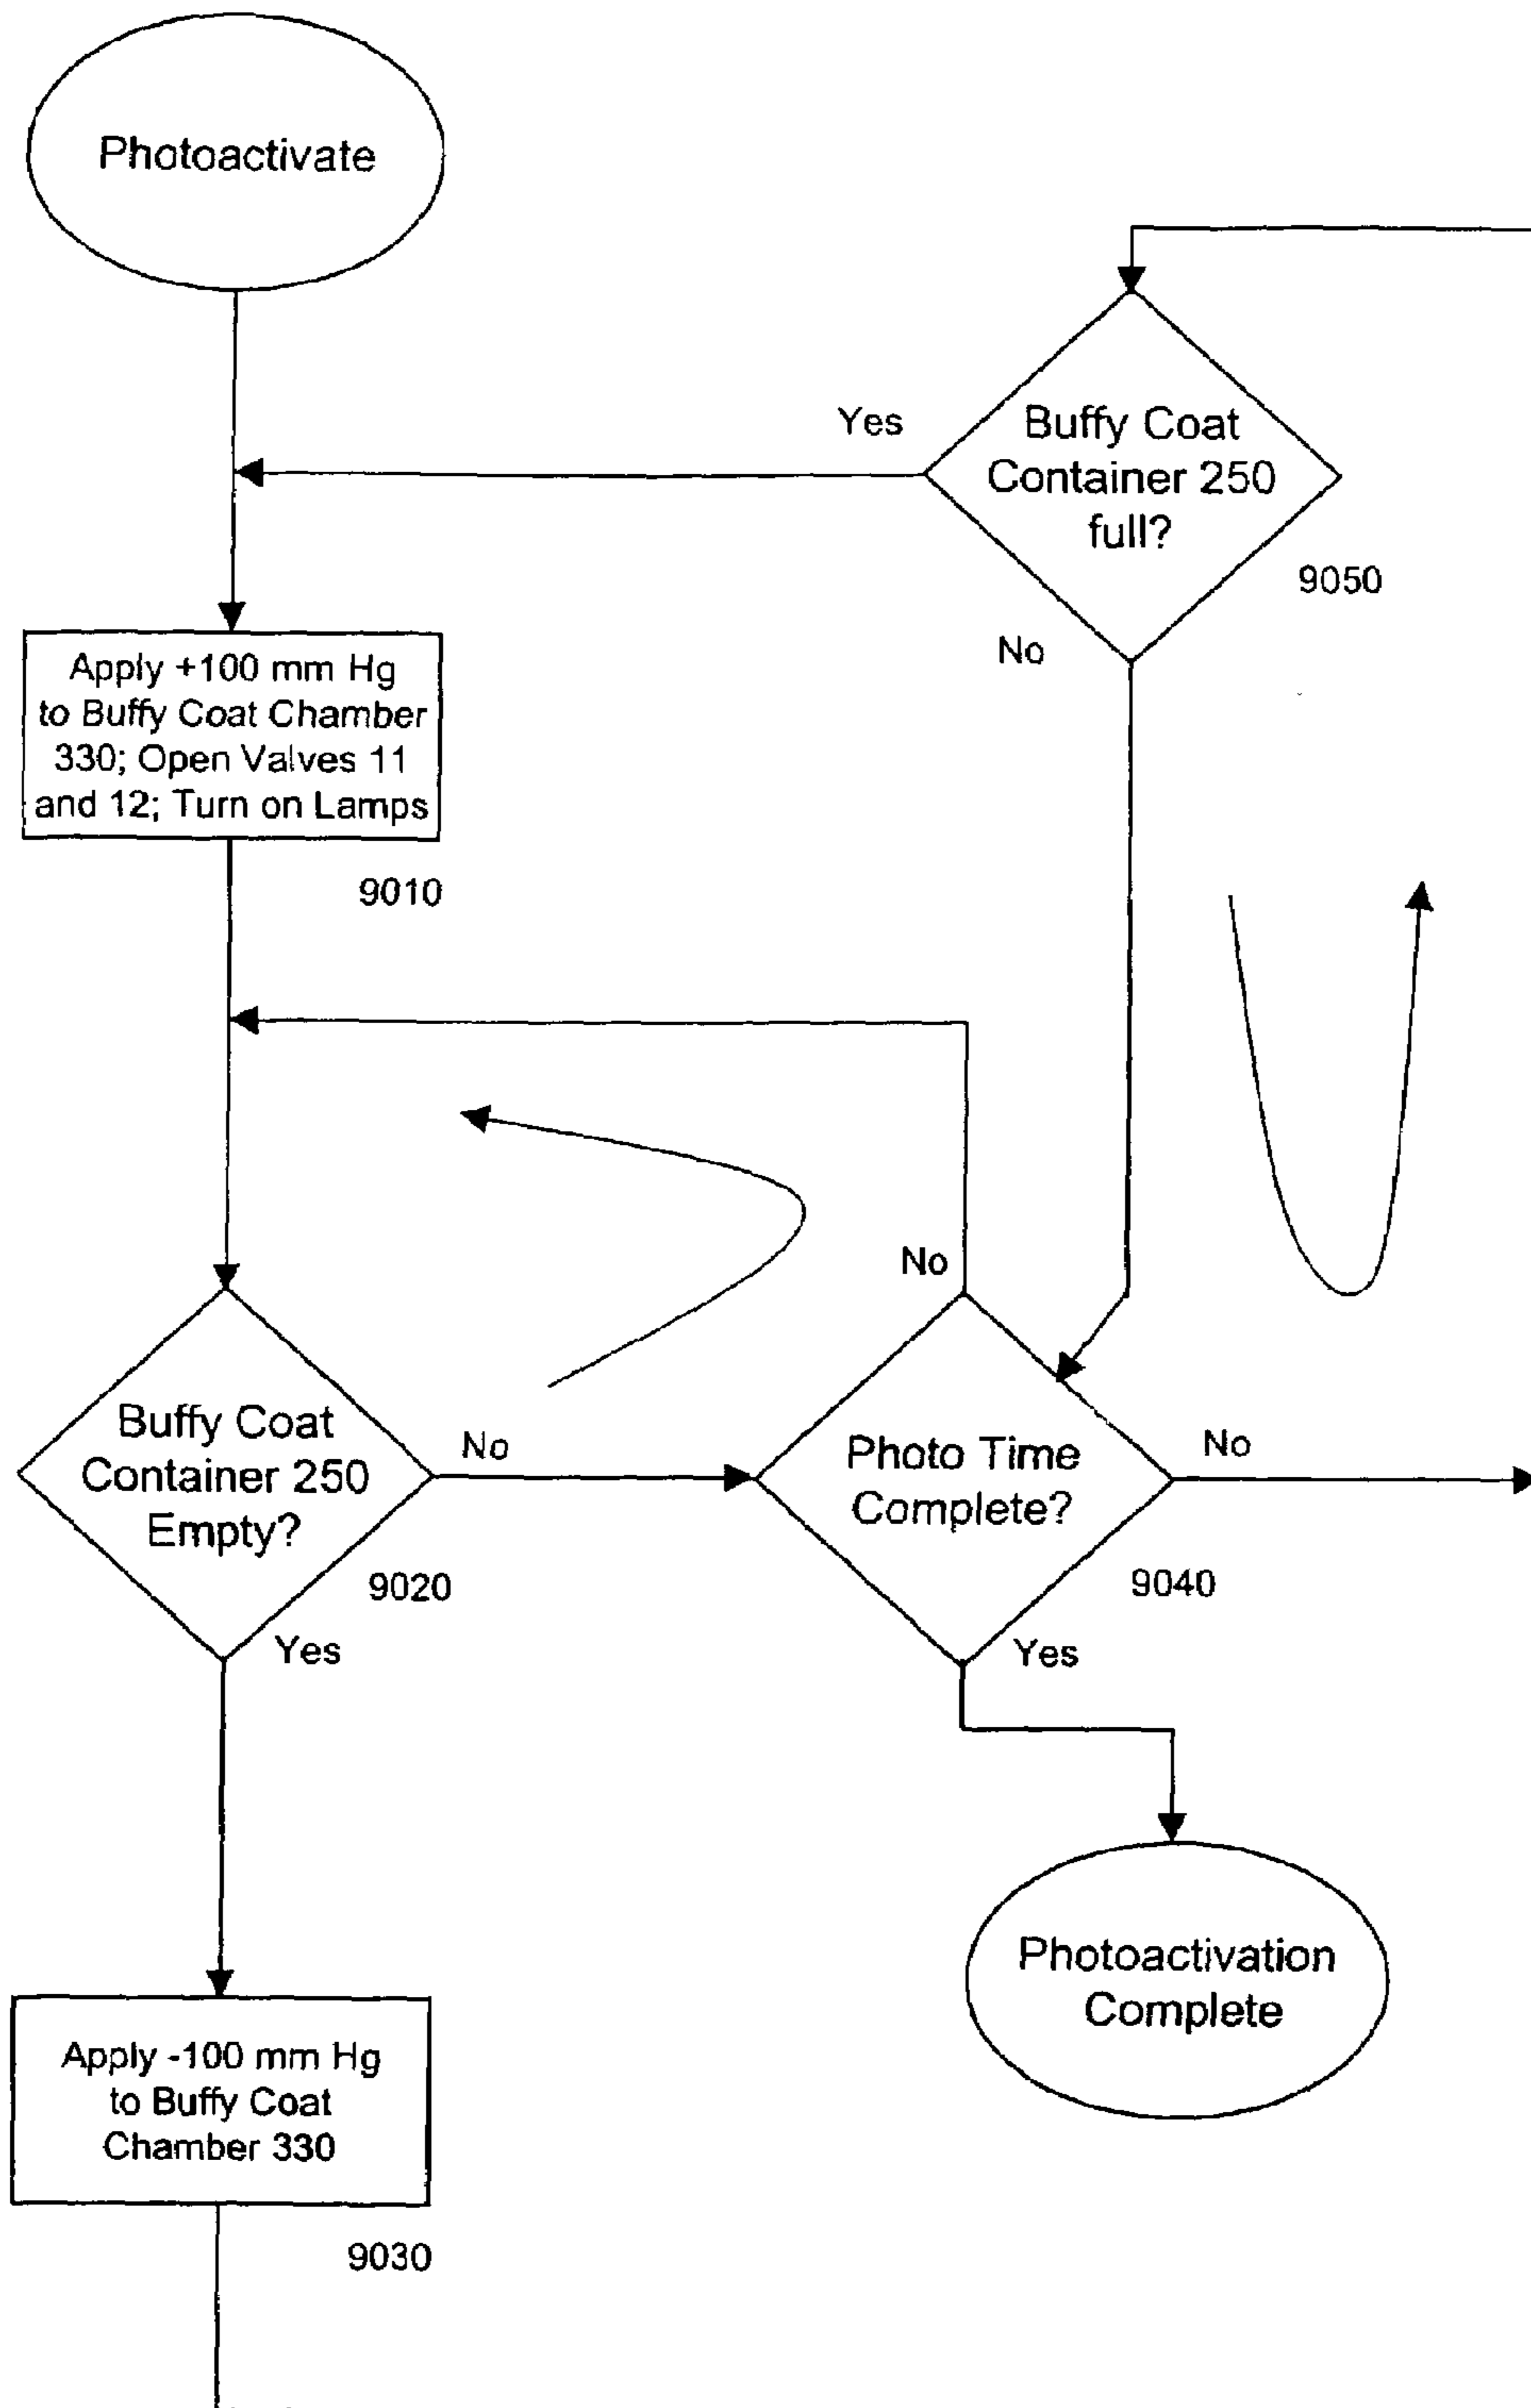 Photoactivate
Yes
Buffy Coat
Container 250
full?
9050
No
Apply +100 mm Hg
to Buffy Coat Chamber
330; Open Valves 11
and 12; Turn on Lamps
9010
No
Buffy Coat
Container 250
Empty?
No
9020
Yes
Photo Time
Complete?
No
9040
Yes
Photoactivation
Complete
Apply -100 mm Hg
to Buffy Coat
Chamber 330
9030